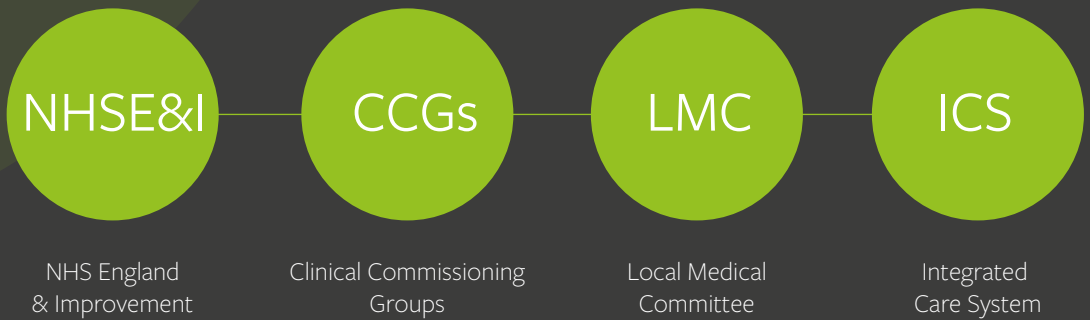 NHSE&I
CCGs
LMC
ICS
NHS England
& Improvement
Clinical Commissioning
Groups
Local Medical
Committee
Integrated
Care System